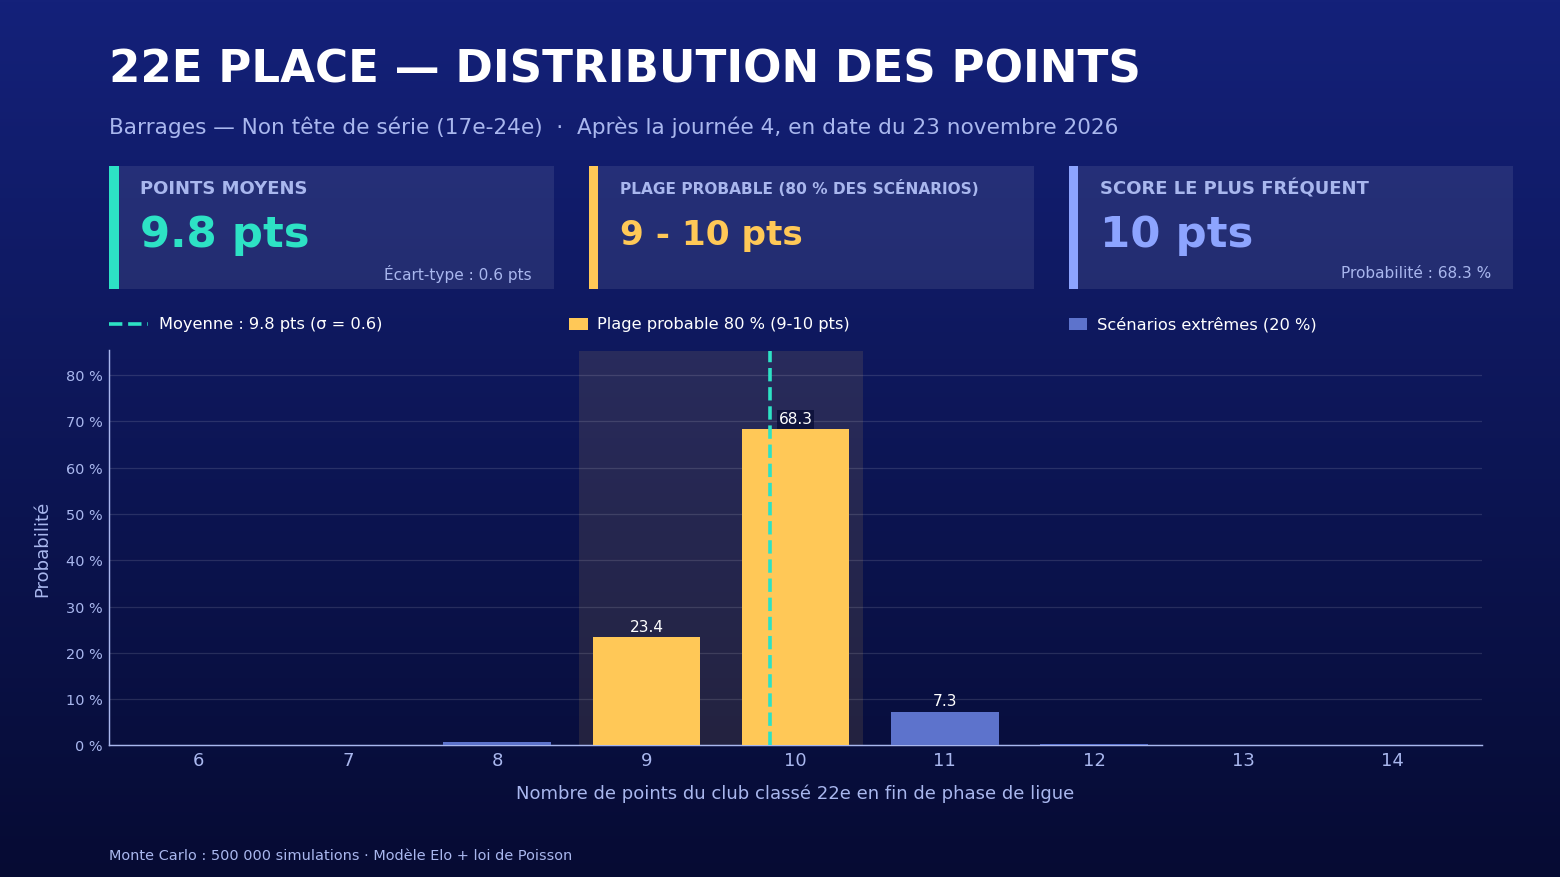 22E PLACE — DISTRIBUTION DES POINTS
Barrages — Non tête de série (17e-24e)  ·  Après la journée 4, en date du 23 novembre 2026
POINTS MOYENS
9.8 pts
Écart-type : 0.6 pts
PLAGE PROBABLE (80 % DES SCÉNARIOS)
9 - 10 pts
SCORE LE PLUS FRÉQUENT
10 pts
Probabilité : 68.3 %
Moyenne : 9.8 pts (σ = 0.6)
Plage probable 80 % (9-10 pts)
Scénarios extrêmes (20 %)
Probabilité
80 %
70 %
60 %
50 %
40 %
30 %
20 %
10 %
0 %
23.4
68.3
7.3
6 7 8 9 10 11 12 13 14
Nombre de points du club classé 22e en fin de phase de ligue
Monte Carlo : 500 000 simulations · Modèle Elo + loi de Poisson